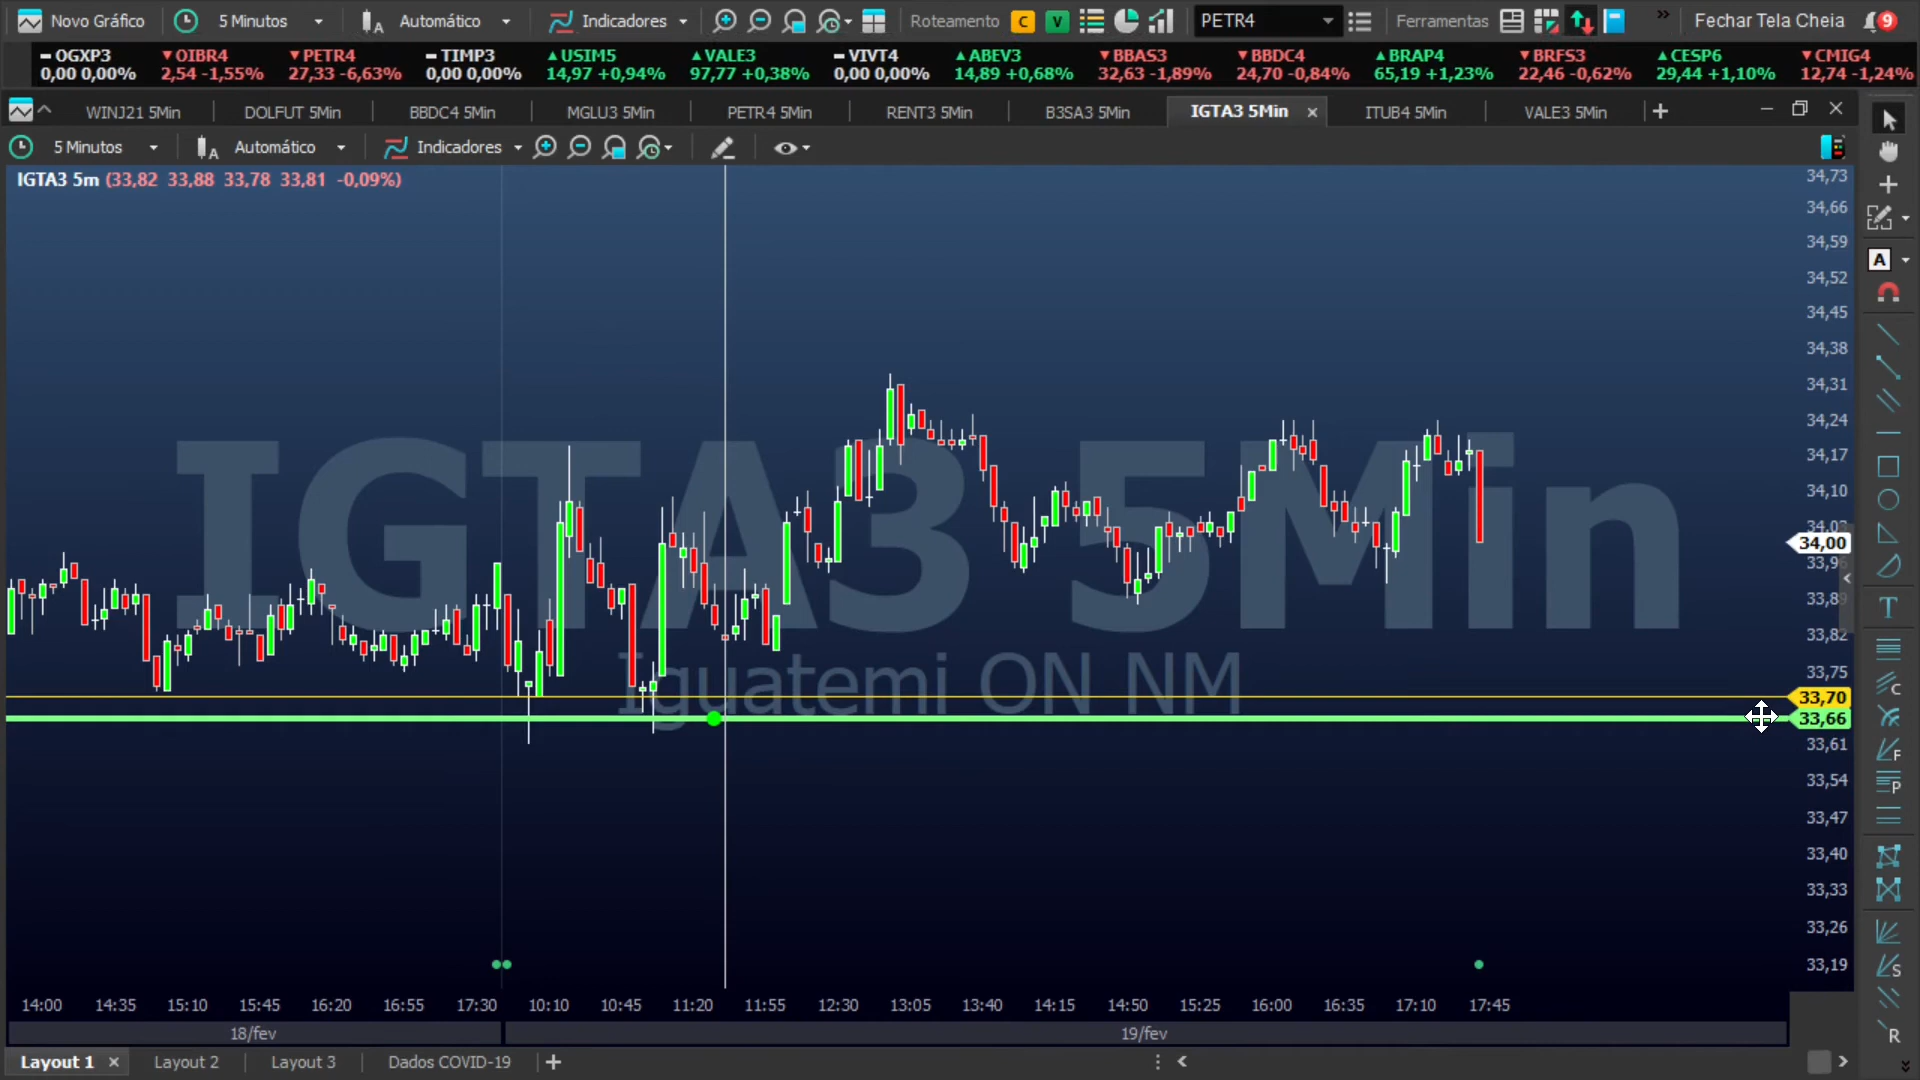 Novo Gráfico 5 Minutos A Automático Indicadores Roteamento C V PETR4 Ferramentas » Fechar Tela Cheia 9
OGXP3 OIBR4 PETR4 TIMP3 USIM5 VALE3 VIVT4 ABEV3 BBAS3 BBDC4 BRAP4 BRFS3 CESP6 CMIG4
0,00 0,00% 2,54 -1,55% 27,33 -6,63% 0,00 0,00% 14,97 +0,94% 97,77 +0,38% 0,00 0,00% 14,89 +0,68% 32,63 -1,89% 24,70 -0,84% 65,19 +1,23% 22,46 -0,62% 29,44 +1,10% 12,74 -1,24%
WINJ21 5Min DOLFUT 5Min BBDC4 5Min MGLU3 5Min PETR4 5Min RENT3 5Min B3SA3 5Min IGTA3 5Min ITUB4 5Min VALE3 5Min
5 Minutos A Automático Indicadores
IGTA3 5m (33,82 33,88 33,78 33,81 -0,09%)
34,73
34,66
34,59
34,52
34,45
34,38
34,31
34,24
34,17
34,10
34,00
33,89
33,82
33,75
33,70
33,66
33,61
33,54
33,47
33,40
33,33
33,26
33,19
IGTA3 5Min
Iguatemi ON NM
A
T
C
F
P
S
R
14:00 14:35 15:10 15:45 16:20 16:55 17:30 10:10 10:45 11:20 11:55 12:30 13:05 13:40 14:15 14:50 15:25 16:00 16:35 17:10 17:45
18/fev 19/fev
Layout 1 Layout 2 Layout 3 Dados COVID-19